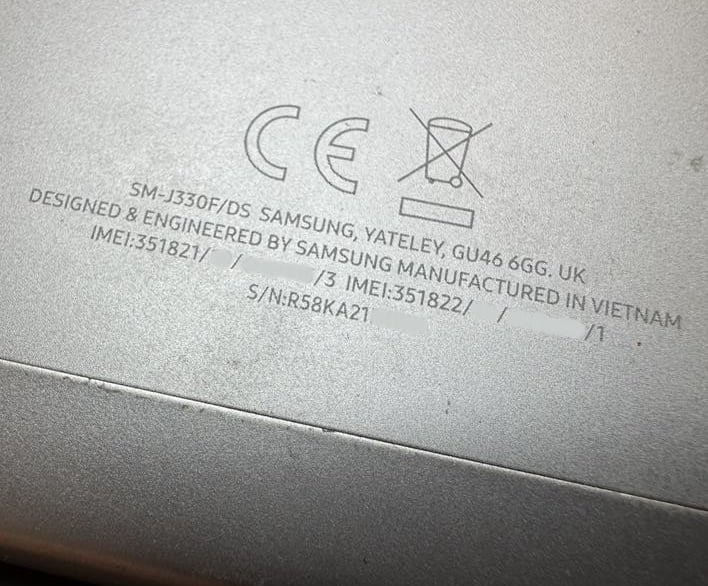 CE
SM-J330F/DS SAMSUNG, YATELEY, GU46 6GG. UK
DESIGNED & ENGINEERED BY SAMSUNG MANUFACTURED IN VIETNAM
IMEI:351821/ / /3 IMEI:351822/ / /1
S/N:R58KA21